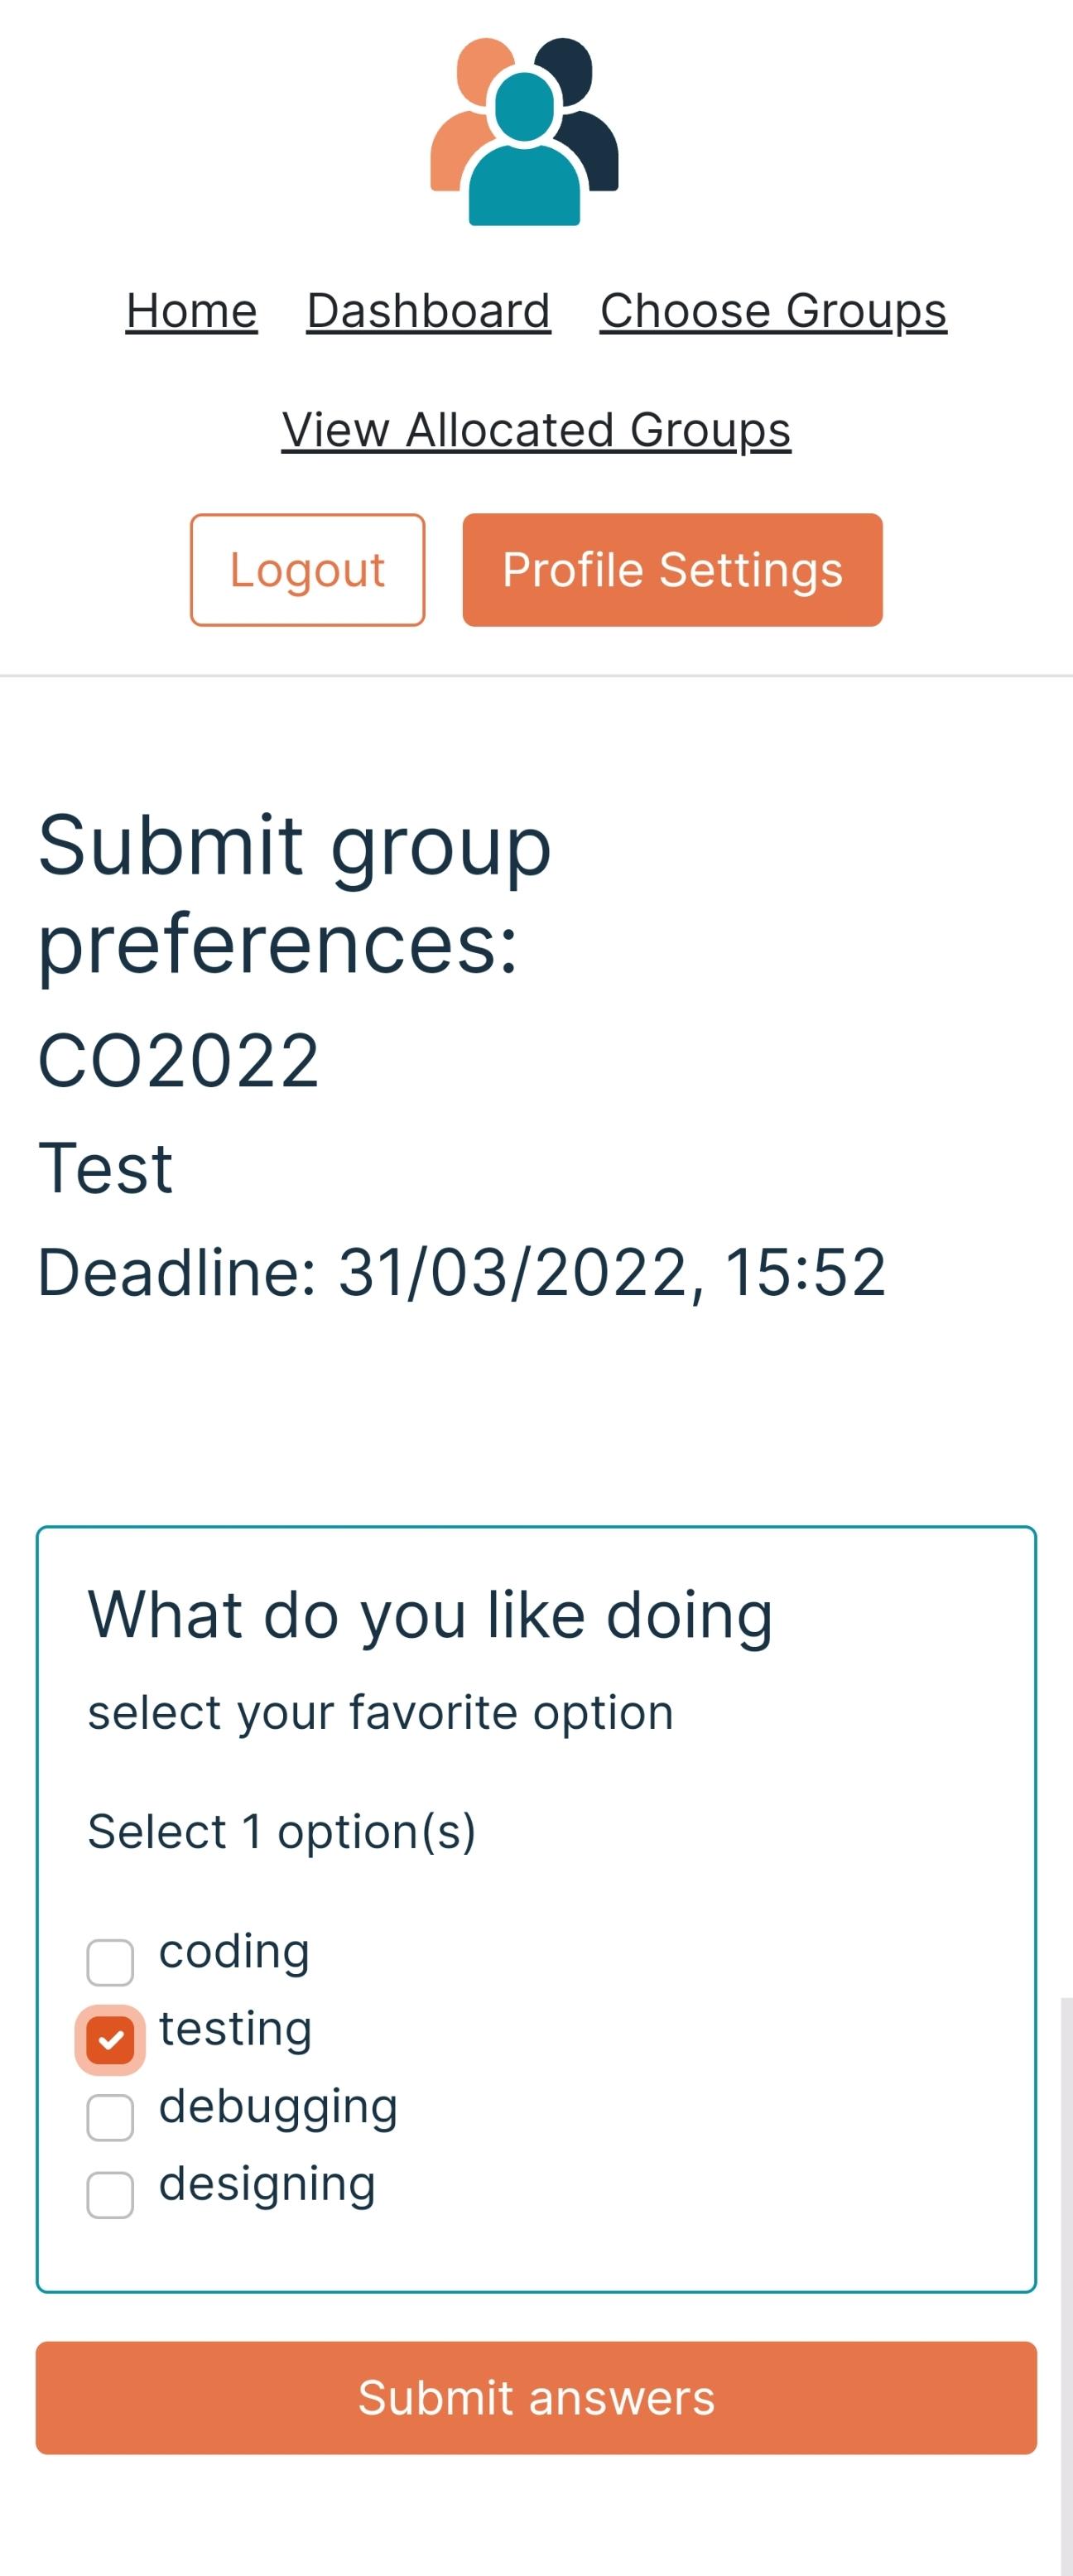 Home Dashboard Choose Groups
View Allocated Groups
Logout Profile Settings
Submit group
preferences:
CO2022
Test
Deadline: 31/03/2022, 15:52
What do you like doing
select your favorite option
Select 1 option(s)
coding
testing
debugging
designing
Submit answers